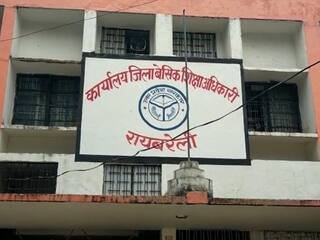 कार्यालय जिला बेसिक शिक्षा अधिकारी
रायबरेली